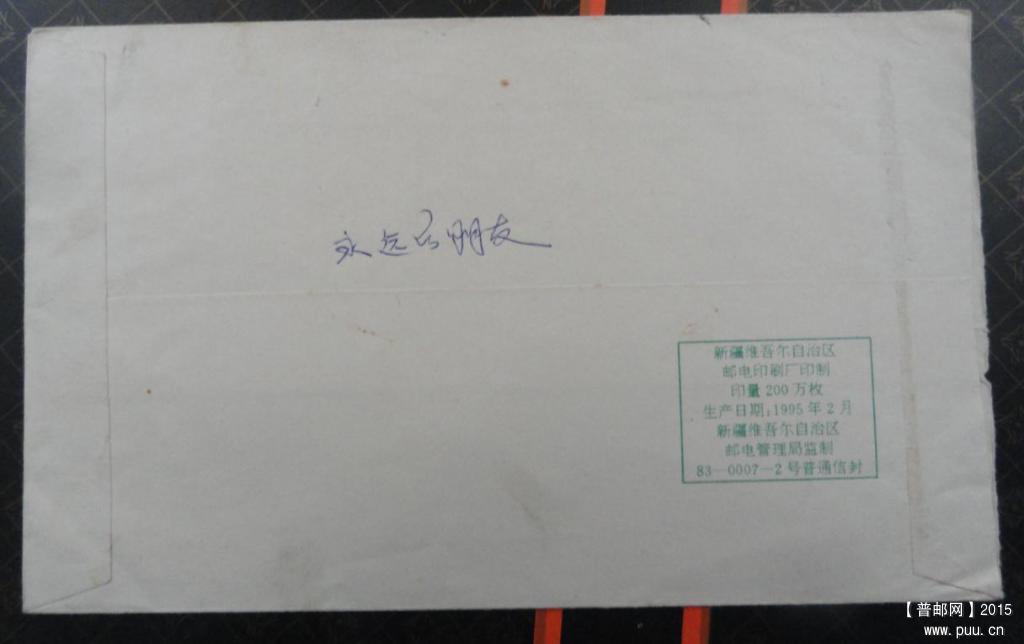 永远的朋友
新疆维吾尔自治区
邮电印刷厂印制
印量200万枚
生产日期:1995年2月
新疆维吾尔自治区
邮电管理局监制
83—0007—2号普通信封
【普邮网】2015
www.puu.cn